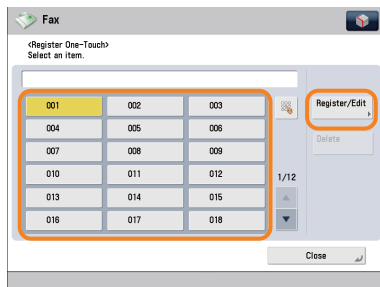 Fax
<Register One-Touch>
Select an item.
001 002 003 Register/Edit
004 005 006 Delete
007 008 009
010 011 012 1/12
013 014 015
016 017 018
Close